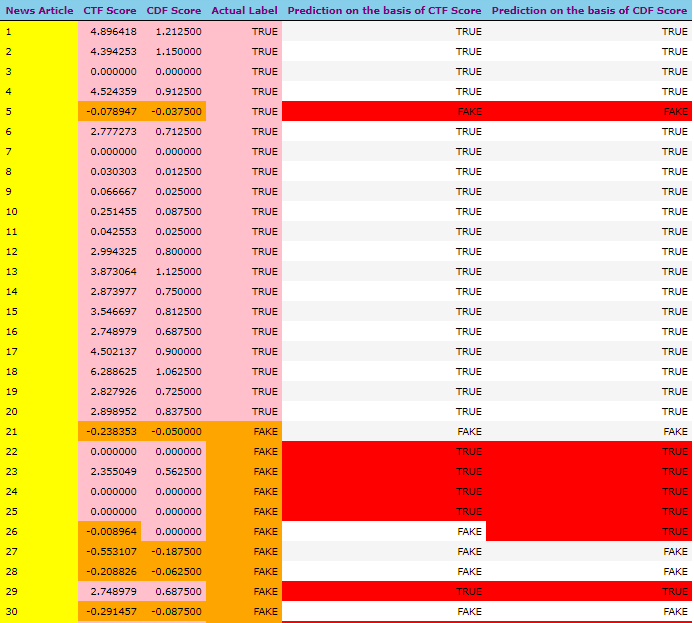 News Article CTF Score CDF Score Actual Label Prediction on the basis of CTF Score Prediction on the basis of CDF Score
1 4.896418 1.212500 TRUE TRUE TRUE
2 4.394253 1.150000 TRUE TRUE TRUE
3 0.000000 0.000000 TRUE TRUE TRUE
4 4.524359 0.912500 TRUE TRUE TRUE
5 -0.078947 -0.037500 TRUE FAKE FAKE
6 2.777273 0.712500 TRUE TRUE TRUE
7 0.000000 0.000000 TRUE TRUE TRUE
8 0.030303 0.012500 TRUE TRUE TRUE
9 0.066667 0.025000 TRUE TRUE TRUE
10 0.251455 0.087500 TRUE TRUE TRUE
11 0.042553 0.025000 TRUE TRUE TRUE
12 2.994325 0.800000 TRUE TRUE TRUE
13 3.873064 1.125000 TRUE TRUE TRUE
14 2.873977 0.750000 TRUE TRUE TRUE
15 3.546697 0.812500 TRUE TRUE TRUE
16 2.748979 0.687500 TRUE TRUE TRUE
17 4.502137 0.900000 TRUE TRUE TRUE
18 6.288625 1.062500 TRUE TRUE TRUE
19 2.827926 0.725000 TRUE TRUE TRUE
20 2.898952 0.837500 TRUE TRUE TRUE
21 -0.238353 -0.050000 FAKE FAKE FAKE
22 0.000000 0.000000 FAKE TRUE TRUE
23 2.355049 0.562500 FAKE TRUE TRUE
24 0.000000 0.000000 FAKE TRUE TRUE
25 0.000000 0.000000 FAKE TRUE TRUE
26 -0.008964 0.000000 FAKE FAKE TRUE
27 -0.553107 -0.187500 FAKE FAKE FAKE
28 -0.208826 -0.062500 FAKE FAKE FAKE
29 2.748979 0.687500 FAKE TRUE TRUE
30 -0.291457 -0.087500 FAKE FAKE FAKE